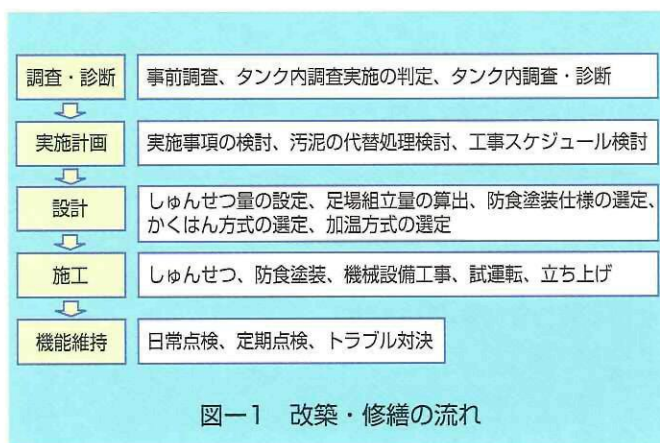 調査・診断
事前調査、タンク内調査実施の判定、タンク内調査・診断
実施計画
実施事項の検討、汚泥の代替処理検討、工事スケジュール検討
設計
しゅんせつ量の設定、足場組立量の算出、防食塗装仕様の選定、
かくはん方式の選定、加温方式の選定
施工
しゅんせつ、防食塗装、機械設備工事、試運転、立ち上げ
機能維持
日常点検、定期点検、トラブル対決
図ー1 改築・修繕の流れ